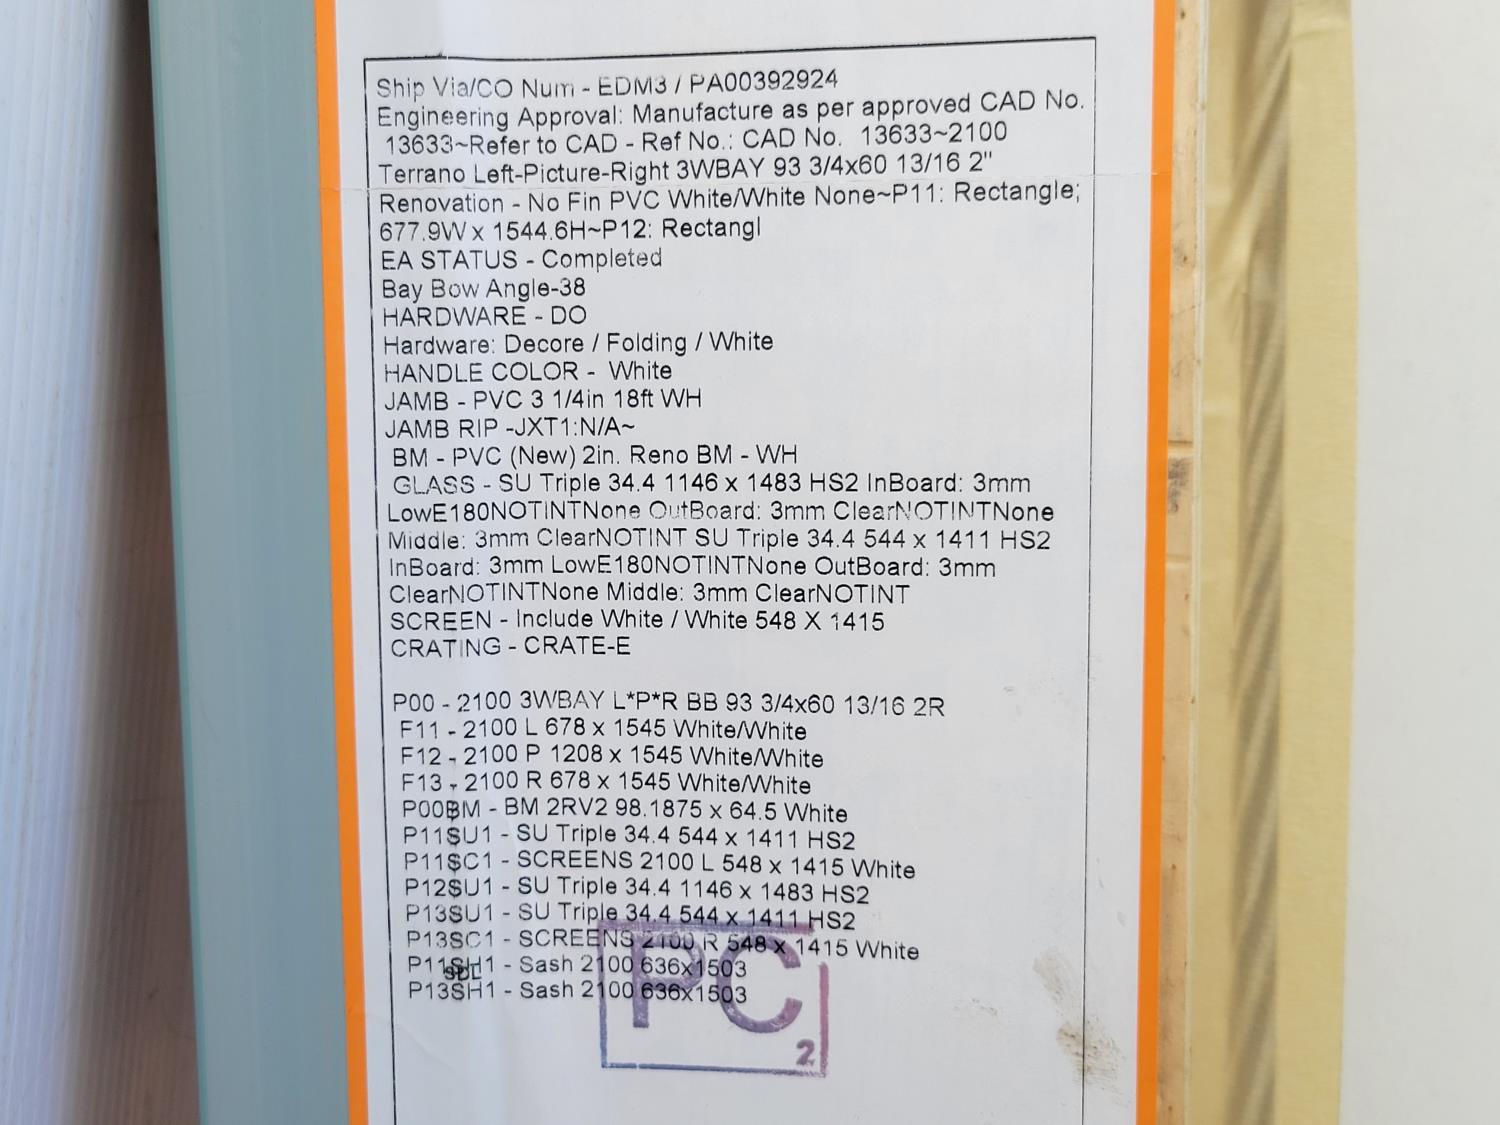 Ship Via/CO Num - EDM3 / PA00392924
Engineering Approval: Manufacture as per approved CAD No.
13633~Refer to CAD - Ref No.: CAD No. 13633~2100
Terrano Left-Picture-Right 3WBAY 93 3/4x60 13/16 2"
Renovation - No Fin PVC White/White None~P11: Rectangle;
677.9W x 1544.6H~P12: Rectangl
EA STATUS - Completed
Bay Bow Angle-38
HARDWARE - DO
Hardware: Decore / Folding / White
HANDLE COLOR - White
JAMB - PVC 3 1/4in 18ft WH
JAMB RIP -JXT1:N/A~
BM - PVC (New) 2in. Reno BM - WH
GLASS - SU Triple 34.4 1146 x 1483 HS2 InBoard: 3mm
LowE180NOTINTNone OutBoard: 3mm ClearNOTINTNone
Middle: 3mm ClearNOTINT SU Triple 34.4 544 x 1411 HS2
InBoard: 3mm LowE180NOTINTNone OutBoard: 3mm
ClearNOTINTNone Middle: 3mm ClearNOTINT
SCREEN - Include White / White 548 X 1415
CRATING - CRATE-E
P00 - 2100 3WBAY L*P*R BB 93 3/4x60 13/16 2R
F11 - 2100 L 678 x 1545 White/White
F12 - 2100 P 1208 x 1545 White/White
F13 - 2100 R 678 x 1545 White/White
P00BM - BM 2RV2 98.1875 x 64.5 White
P11SU1 - SU Triple 34.4 544 x 1411 HS2
P11SC1 - SCREENS 2100 L 548 x 1415 White
P12SU1 - SU Triple 34.4 1146 x 1483 HS2
P13SU1 - SU Triple 34.4 544 x 1411 HS2
P13SC1 - SCREENS 2100 R 548 x 1415 White
P11SH1 - Sash 2100 636x1503
SDL
P13SH1 - Sash 2100 636x1503
PC
2